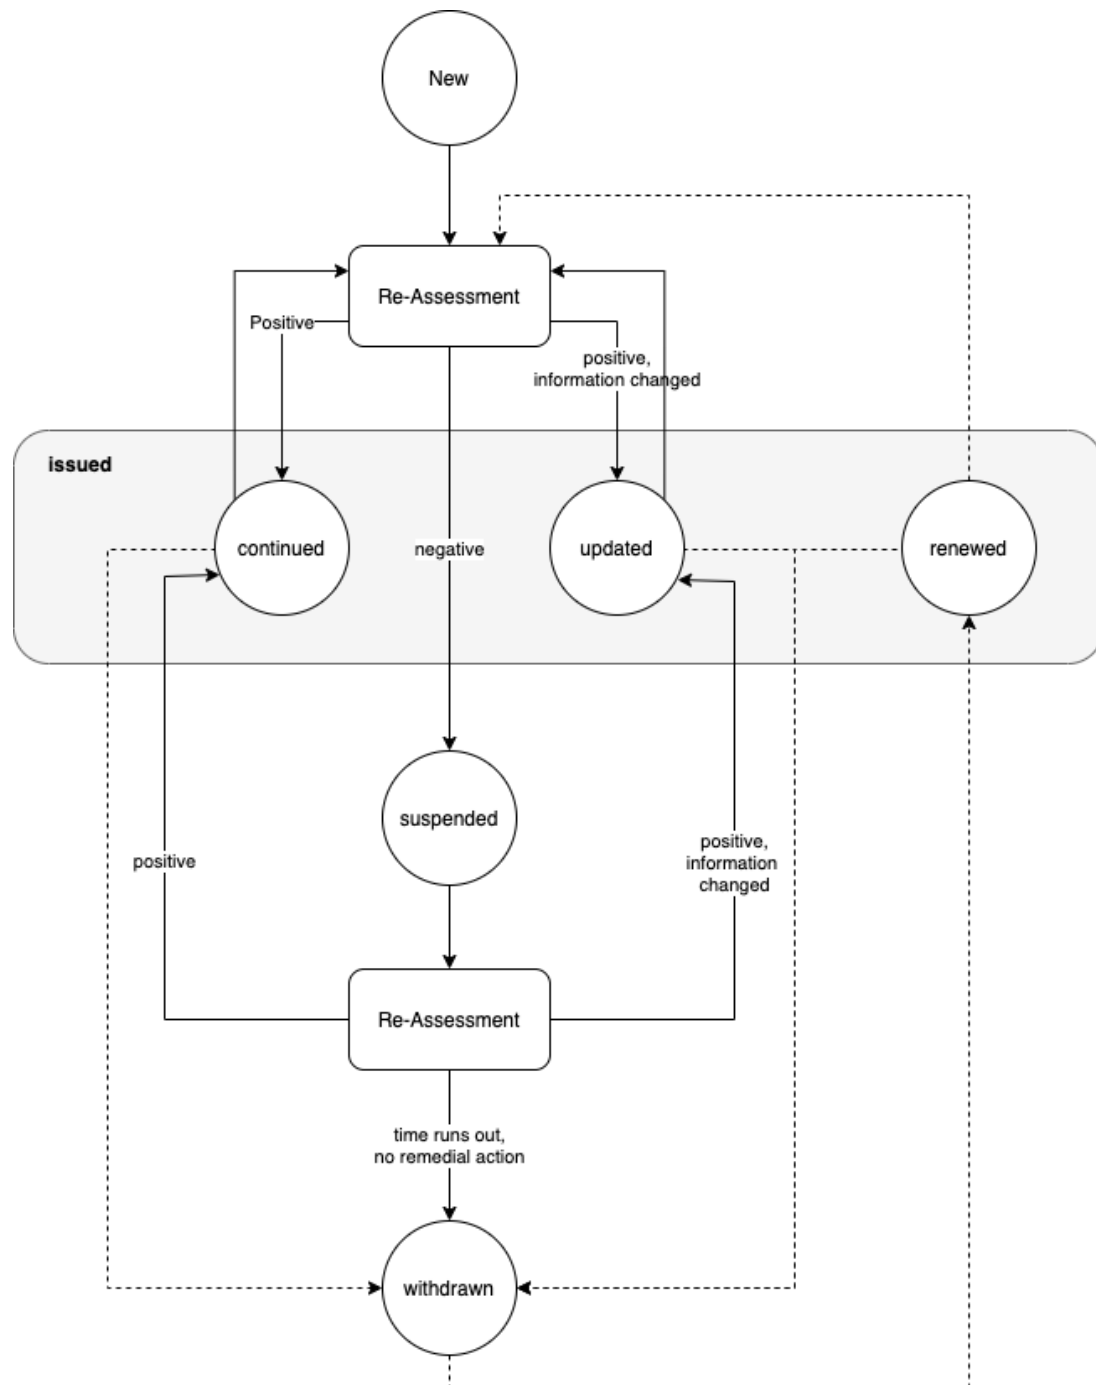 New
Re-Assessment
Positive
positive,
information changed
issued
continued
negative
updated
renewed
suspended
positive
positive,
information
changed
Re-Assessment
time runs out,
no remedial action
withdrawn